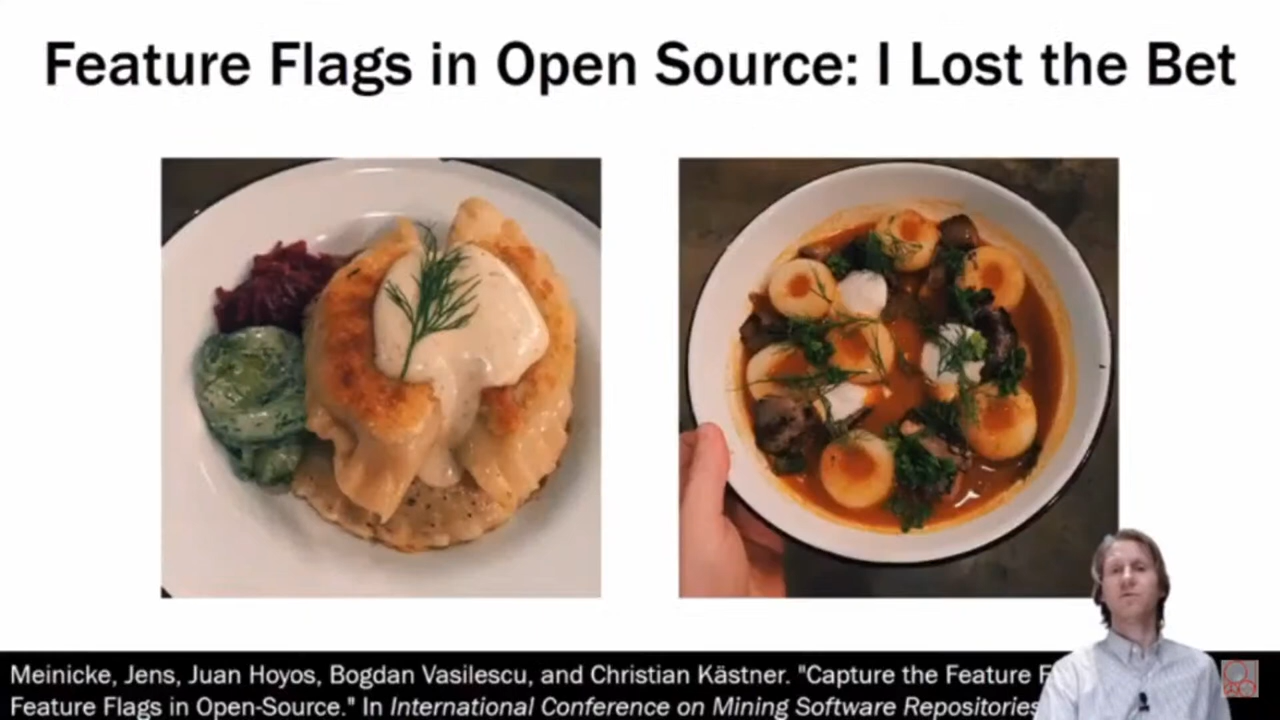 Feature Flags in Open Source: I Lost the Bet
Meinicke, Jens, Juan Hoyos, Bogdan Vasilescu, and Christian Kästner. "Capture the Feature
Feature Flags in Open-Source." In International Conference on Mining Software Repositories